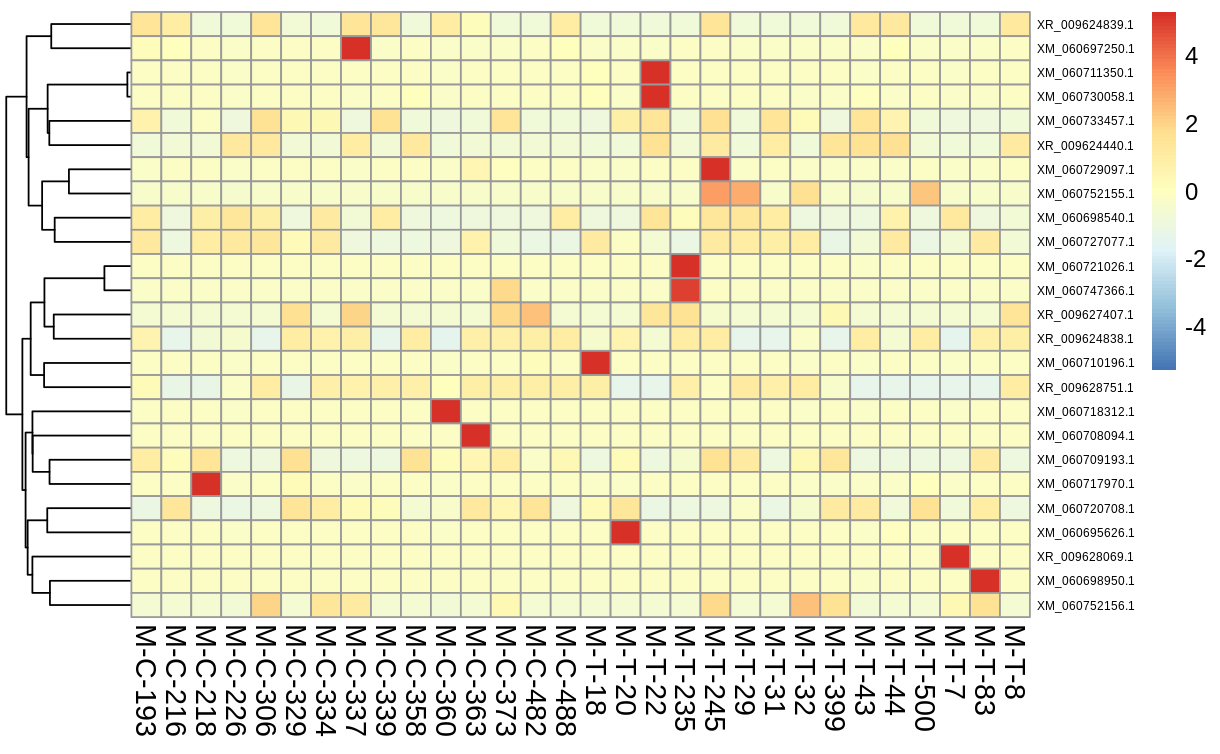 XR_009624839.1
XM_060697250.1
XM_060711350.1
XM_060730058.1
XM_060733457.1
XR_009624440.1
XM_060729097.1
XM_060752155.1
XM_060698540.1
XM_060727077.1
XM_060721026.1
XM_060747366.1
XR_009627407.1
XR_009624838.1
XM_060710196.1
XR_009628751.1
XM_060718312.1
XM_060708094.1
XM_060709193.1
XM_060717970.1
XM_060720708.1
XM_060695626.1
XR_009628069.1
XM_060698950.1
XM_060752156.1
M-C-193
M-C-216
M-C-218
M-C-226
M-C-306
M-C-329
M-C-334
M-C-337
M-C-339
M-C-358
M-C-360
M-C-363
M-C-373
M-C-482
M-C-488
M-T-18
M-T-20
M-T-22
M-T-235
M-T-245
M-T-29
M-T-31
M-T-32
M-T-399
M-T-43
M-T-44
M-T-500
M-T-7
M-T-83
M-T-8
4
2
0
-2
-4